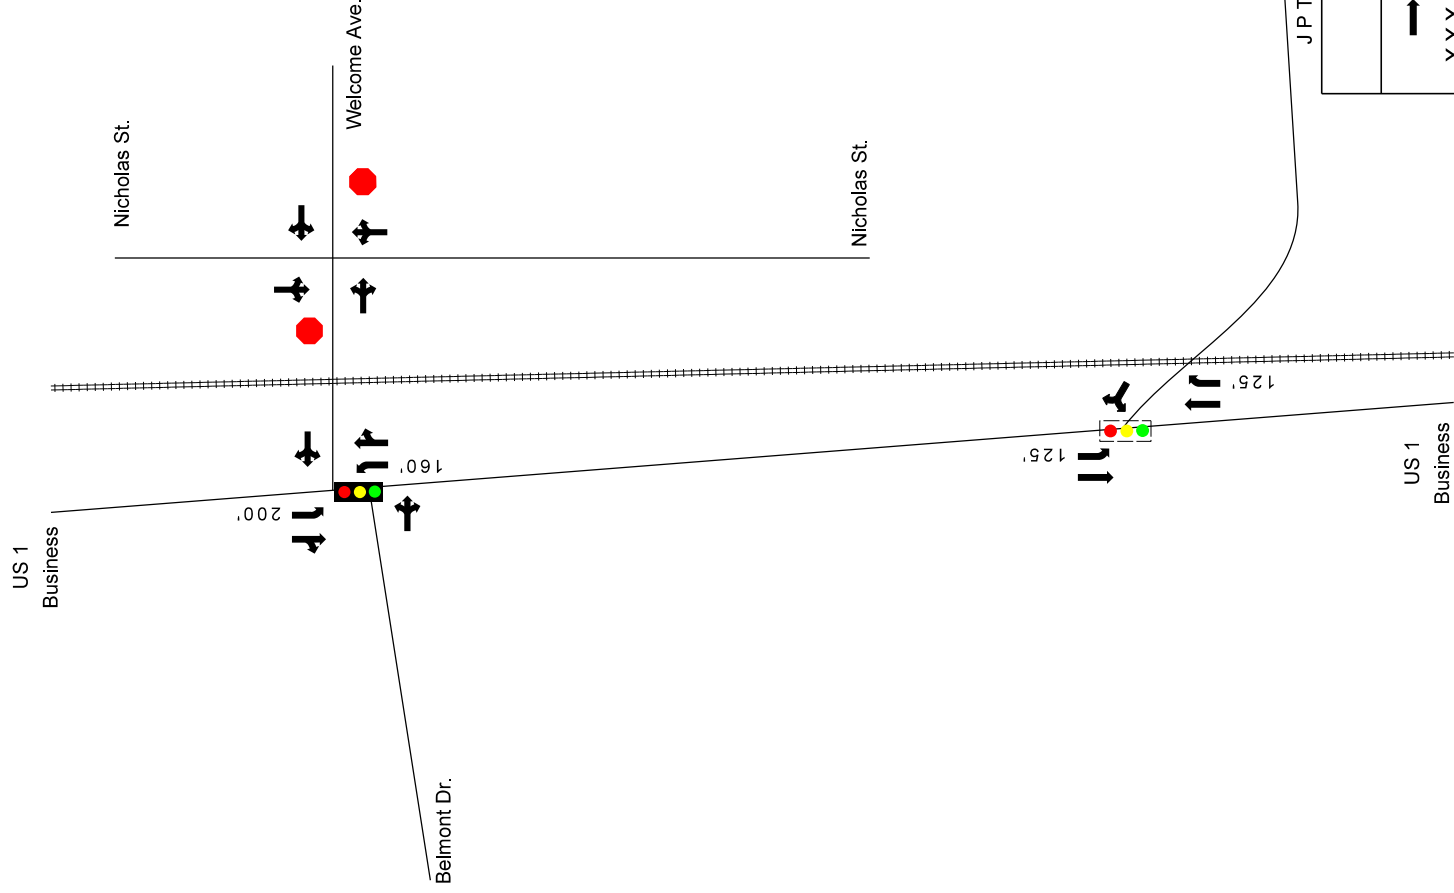 US 1
Business
Nicholas St.
Welcome Ave.
Nicholas St.
200'
160'
125'
125'
Belmont Dr.
US 1
Business
J P T
X X X